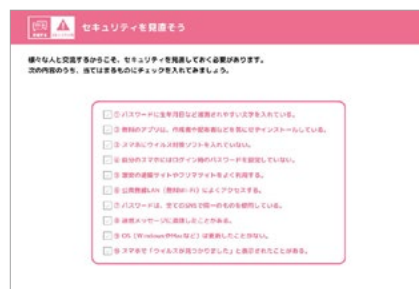 セキュリティを見直そう
様々な人と交流するからこそ、セキュリティを見直しておく必要があります。
次の内容のうち、当てはまるものにチェックを入れてみましょう。
① パスワードに生年月日など推測されやすい文字を入れている。
② 無料のアプリは、作成者や配布者などを気にせずインストールしている。
③ スマホにウイルス対策ソフトを入れていない。
④ 自分のスマホにはログイン時のパスワードを設定していない。
⑤ 海外の通販サイトやフリマサイトをよく利用する。
⑥ 公衆無線LAN(無料Wi-Fi)によくアクセスする。
⑦ パスワードは、全てのSNSで同一のものを使用している。
⑧ 迷惑メッセージに返信したことがある。
⑨ OS(WindowsやMacなど)は更新したことがない。
⑩ スマホで「ウイルスが見つかりました」と表示されたことがある。